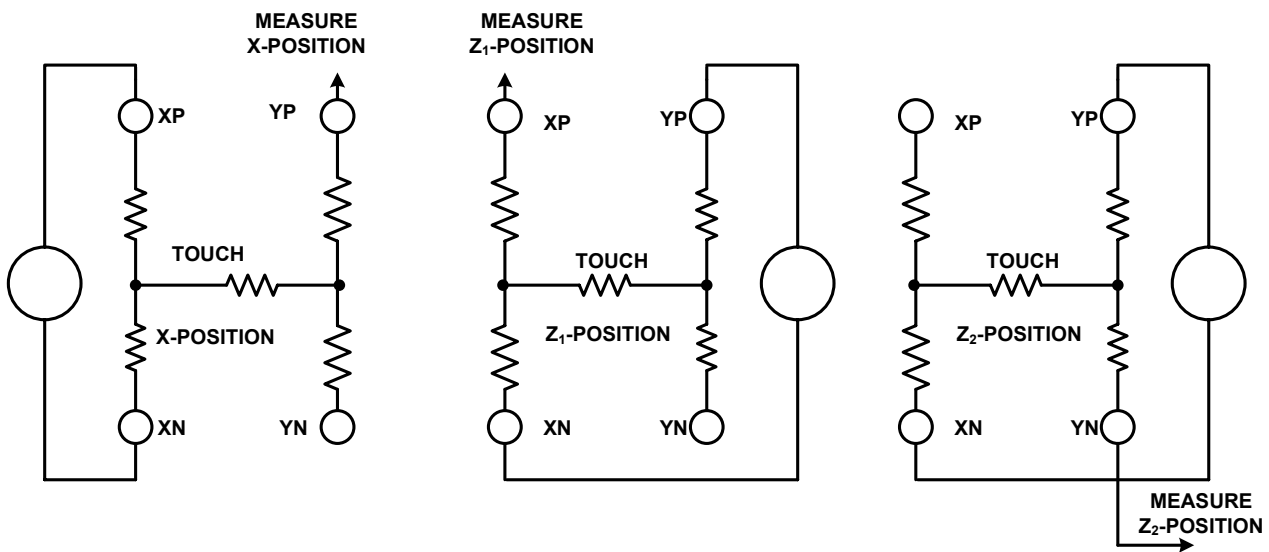 MEASURE
X-POSITION
XP
YP
TOUCH
X-POSITION
XN
YN
MEASURE
Z₁-POSITION
XP
YP
TOUCH
Z₁-POSITION
XN
YN
XP
YP
TOUCH
Z₂-POSITION
XN
YN
MEASURE
Z₂-POSITION